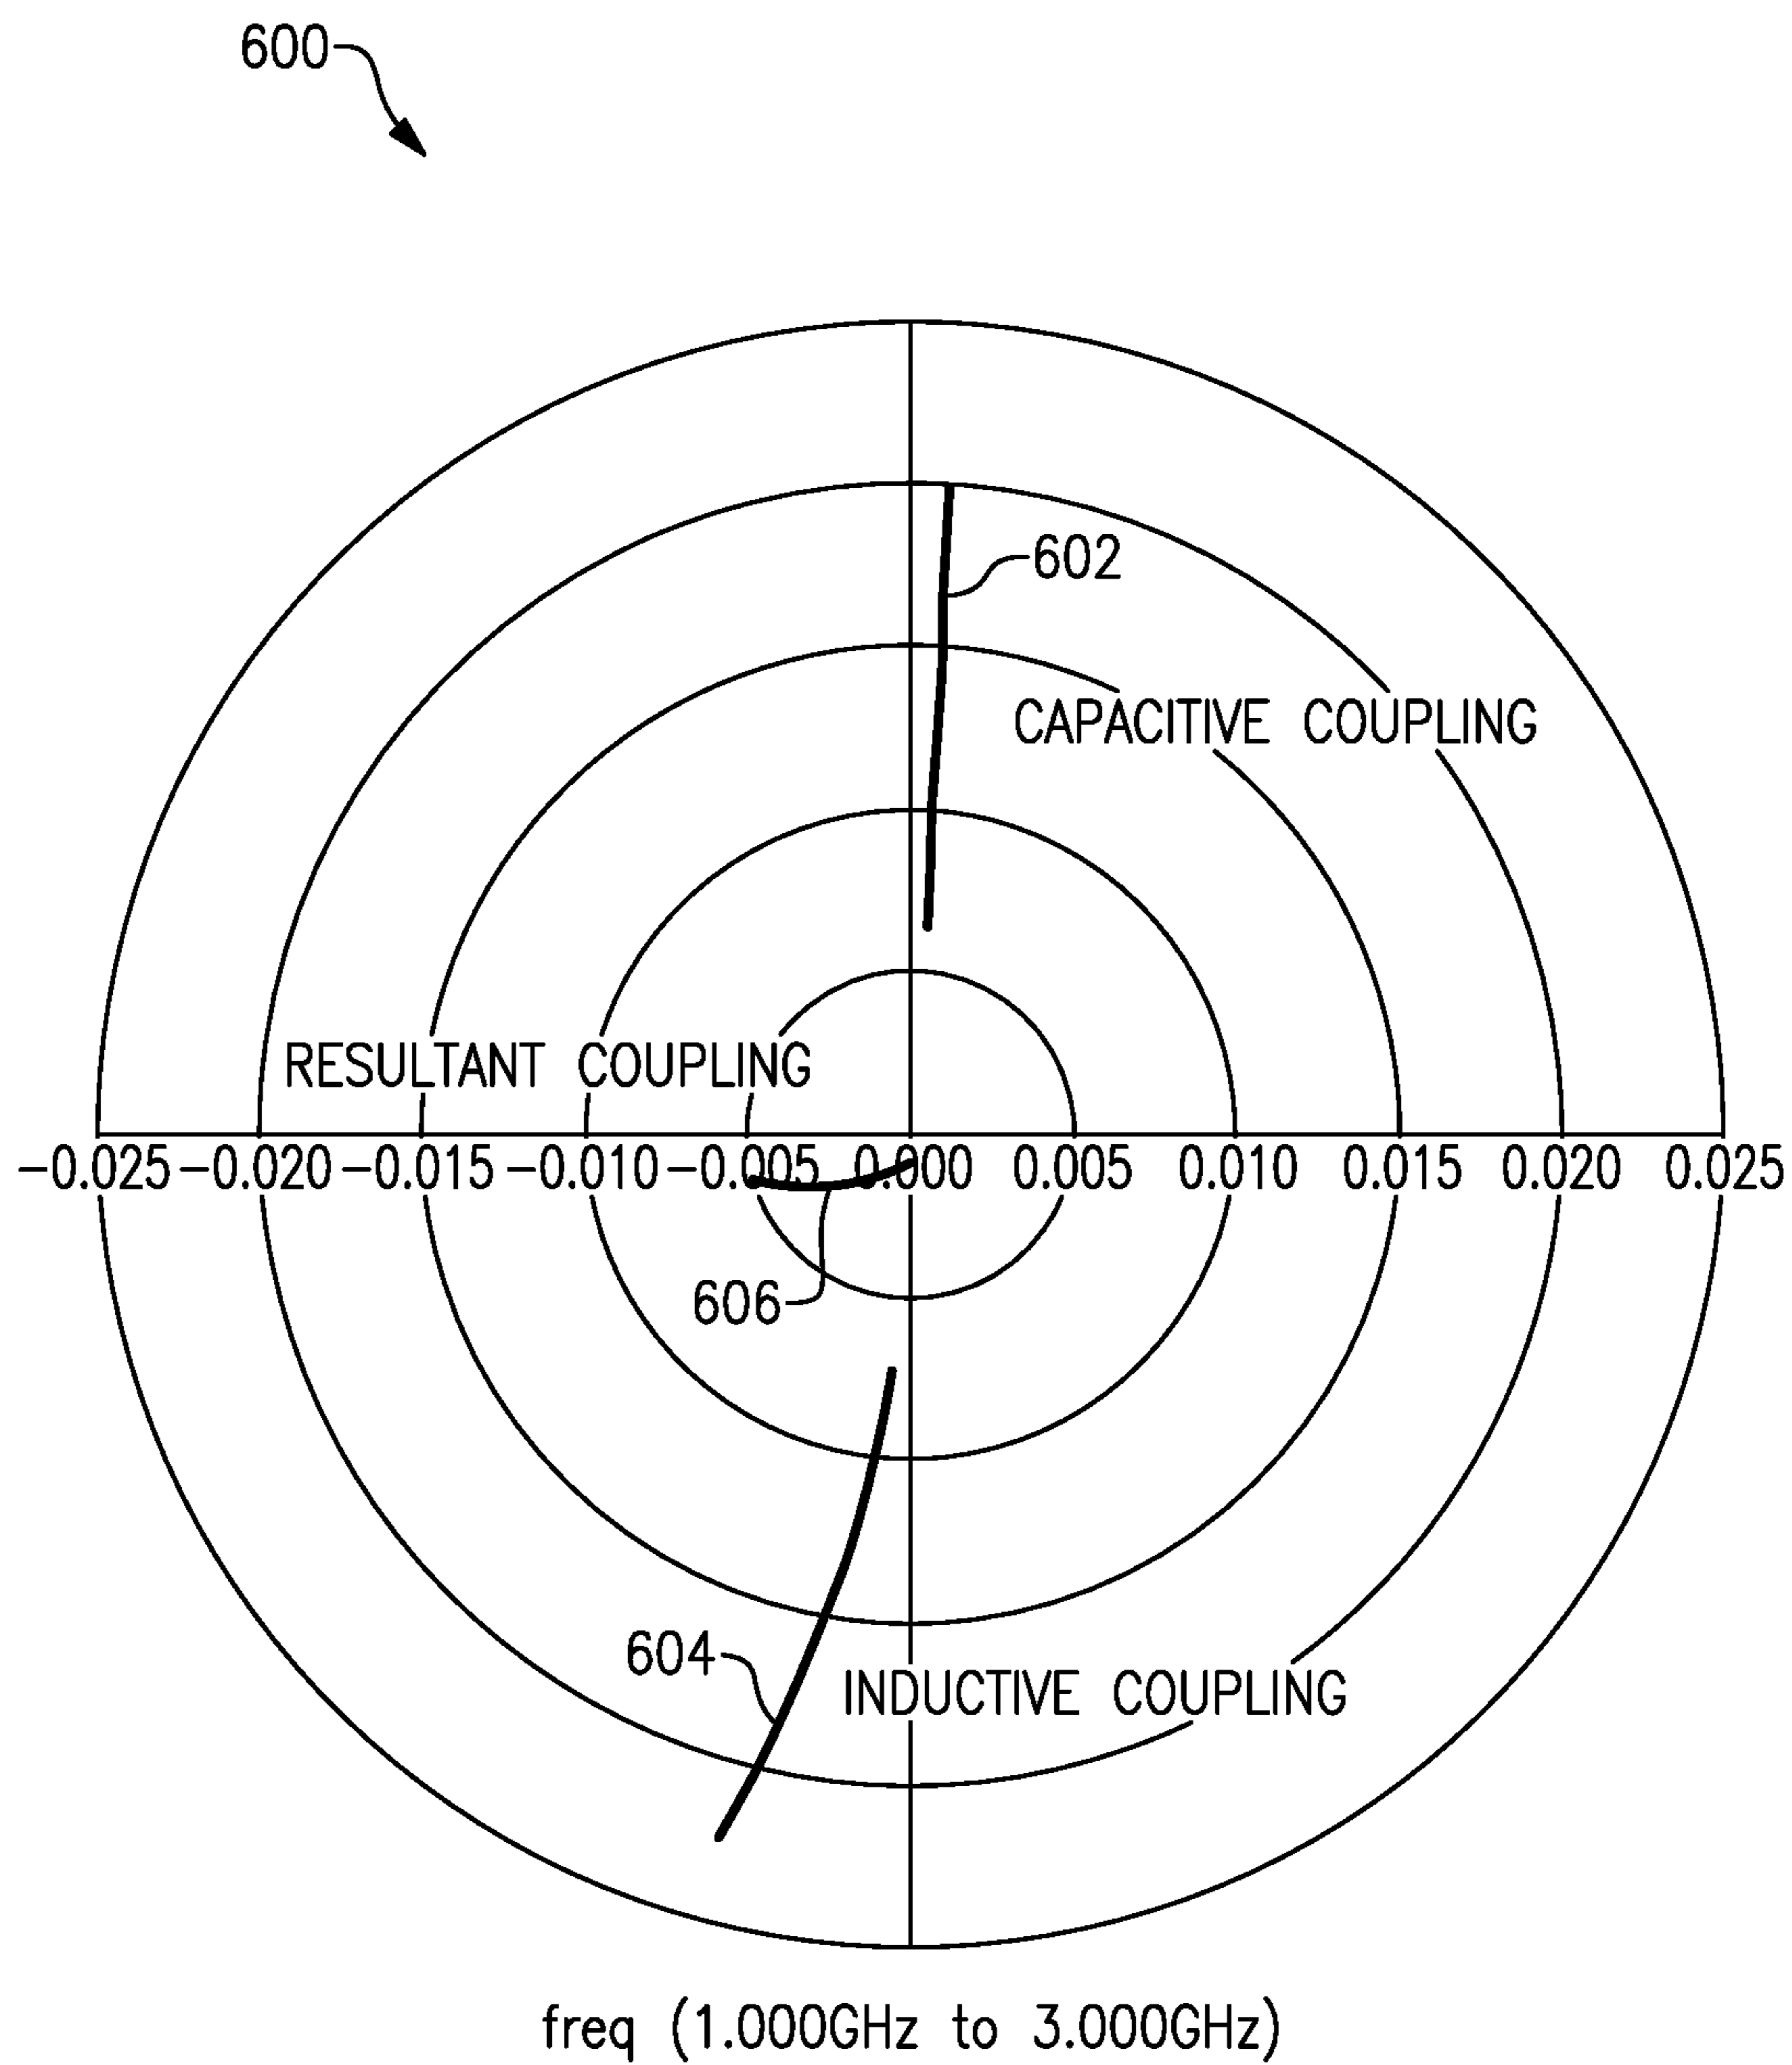 600
602
CAPACITIVE COUPLING
RESULTANT COUPLING
-0.025 -0.020 -0.015 -0.010 -0.005 0.000 0.005 0.010 0.015 0.020 0.025
606
604
INDUCTIVE COUPLING
freq (1.000GHz to 3.000GHz)